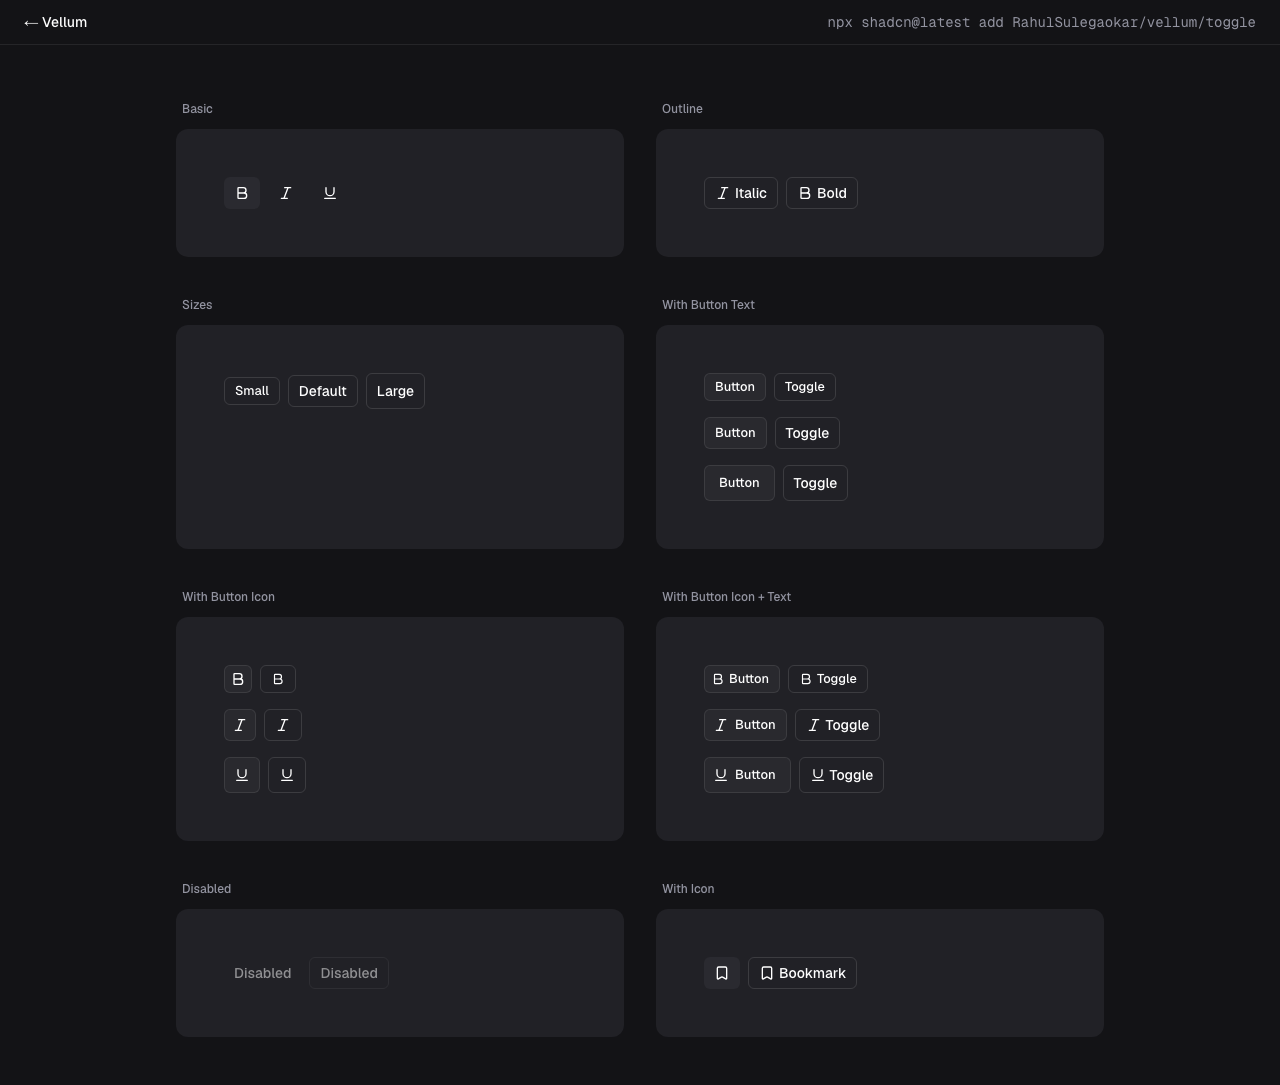 ← Vellum
npx shadcn@latest add RahulSulegaokar/vellum/toggle
Basic
B I U
Outline
I Italic B Bold
Sizes
Small Default Large
With Button Text
Button Toggle
Button Toggle
Button Toggle
With Button Icon
B B
I I
U U
With Button Icon + Text
B Button B Toggle
I Button I Toggle
U Button U Toggle
Disabled
Disabled Disabled
With Icon
Bookmark